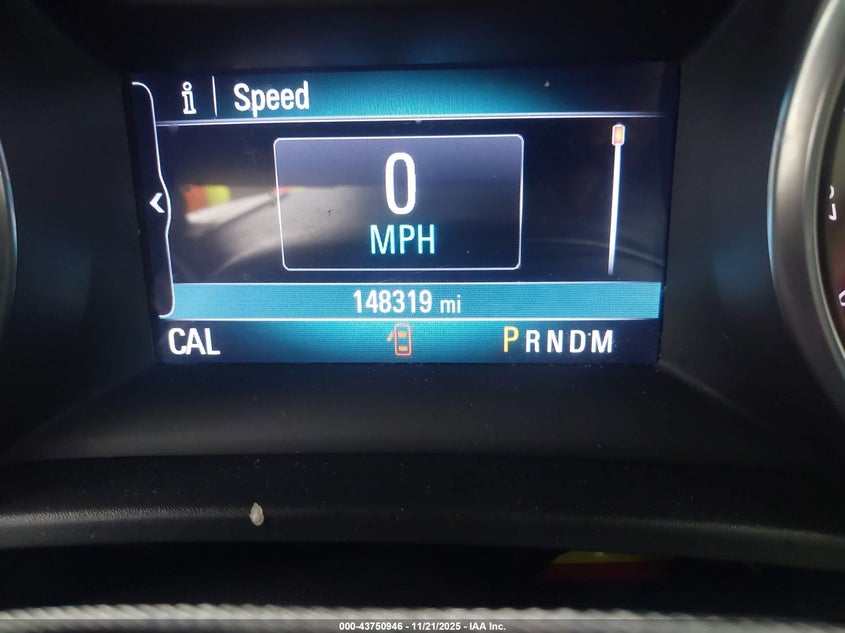 i | Speed
0
MPH
148319 mi
CAL PRNDM
000-43750946 - 11/21/2025 - IAA Inc.